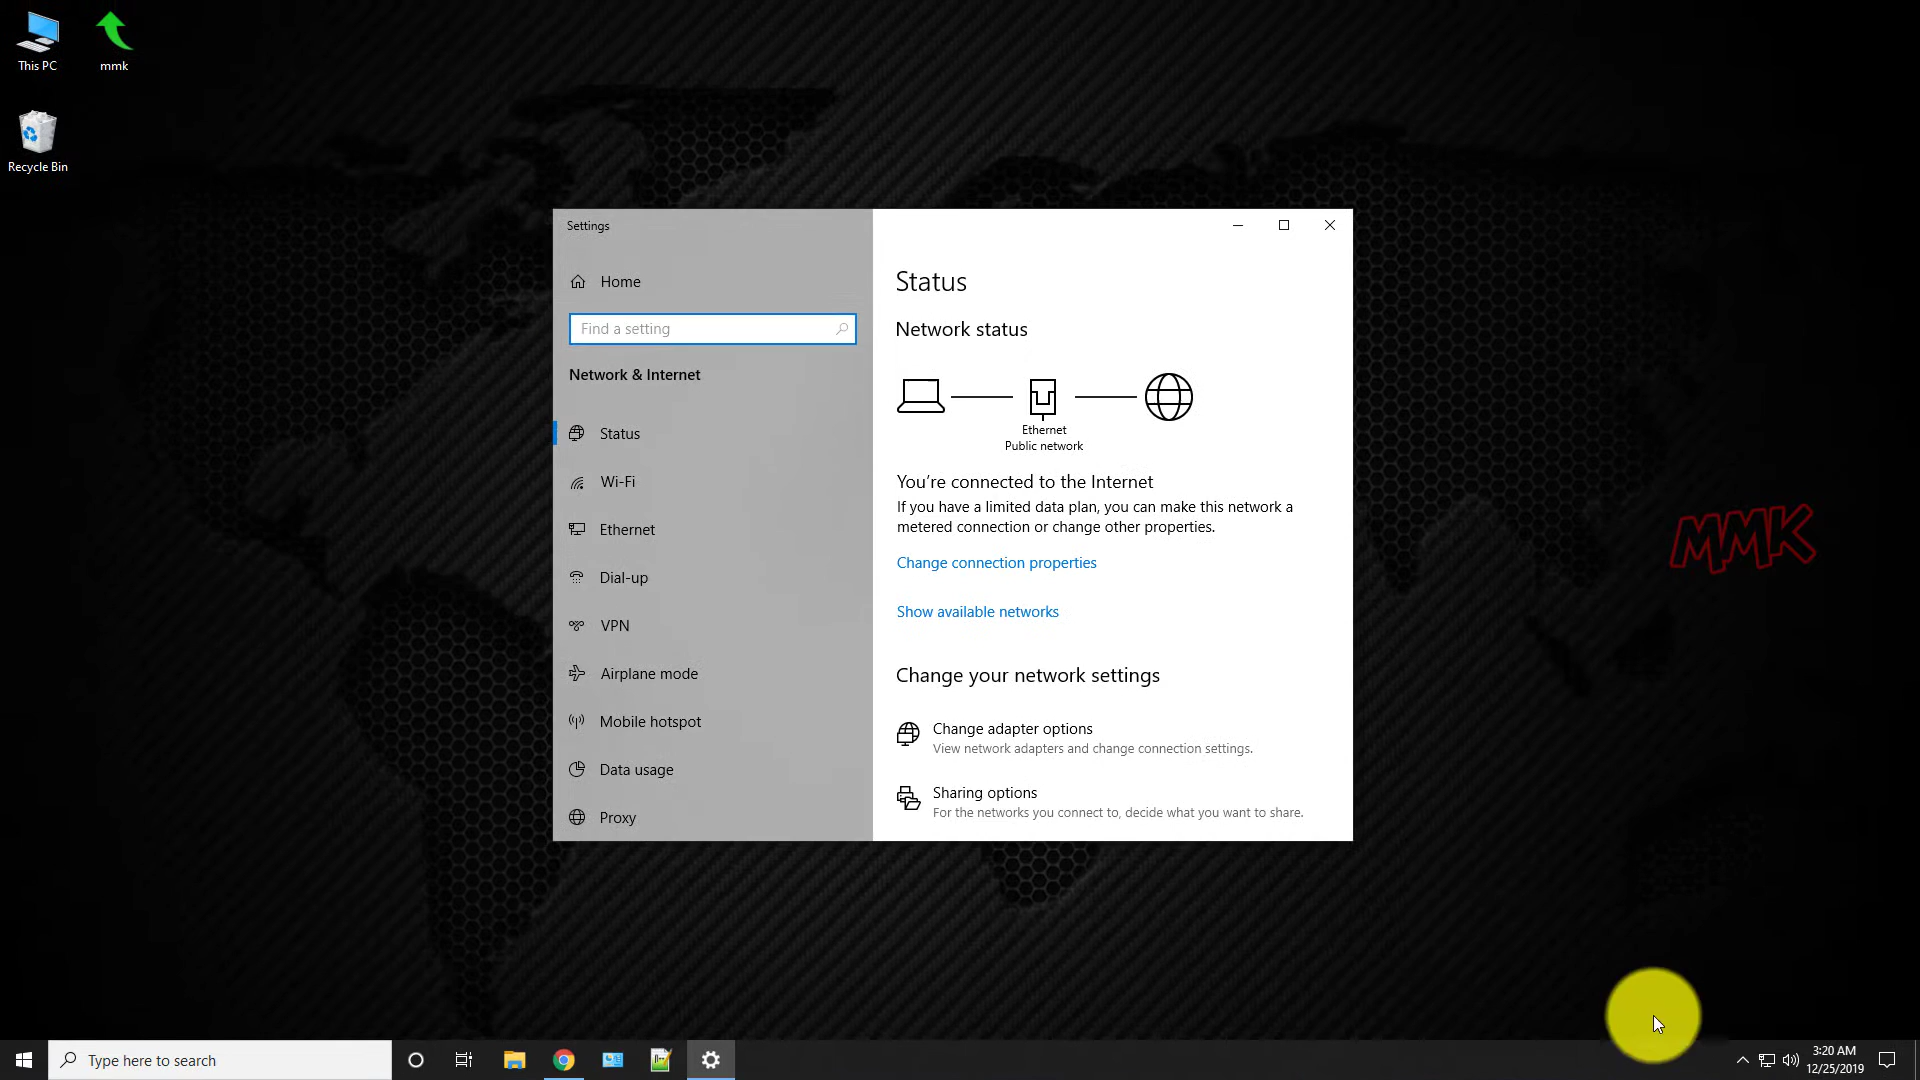 This PC
mmk
Recycle Bin
Settings
Home
Find a setting
Network & Internet
Status
Wi-Fi
Ethernet
Dial-up
VPN
Airplane mode
Mobile hotspot
Data usage
Proxy
Status
Network status
Ethernet
Public network
You're connected to the Internet
If you have a limited data plan, you can make this network a
metered connection or change other properties.
Change connection properties
Show available networks
Change your network settings
Change adapter options
View network adapters and change connection settings.
Sharing options
For the networks you connect to, decide what you want to share.
MMK
Type here to search
3:20 AM
12/25/2019